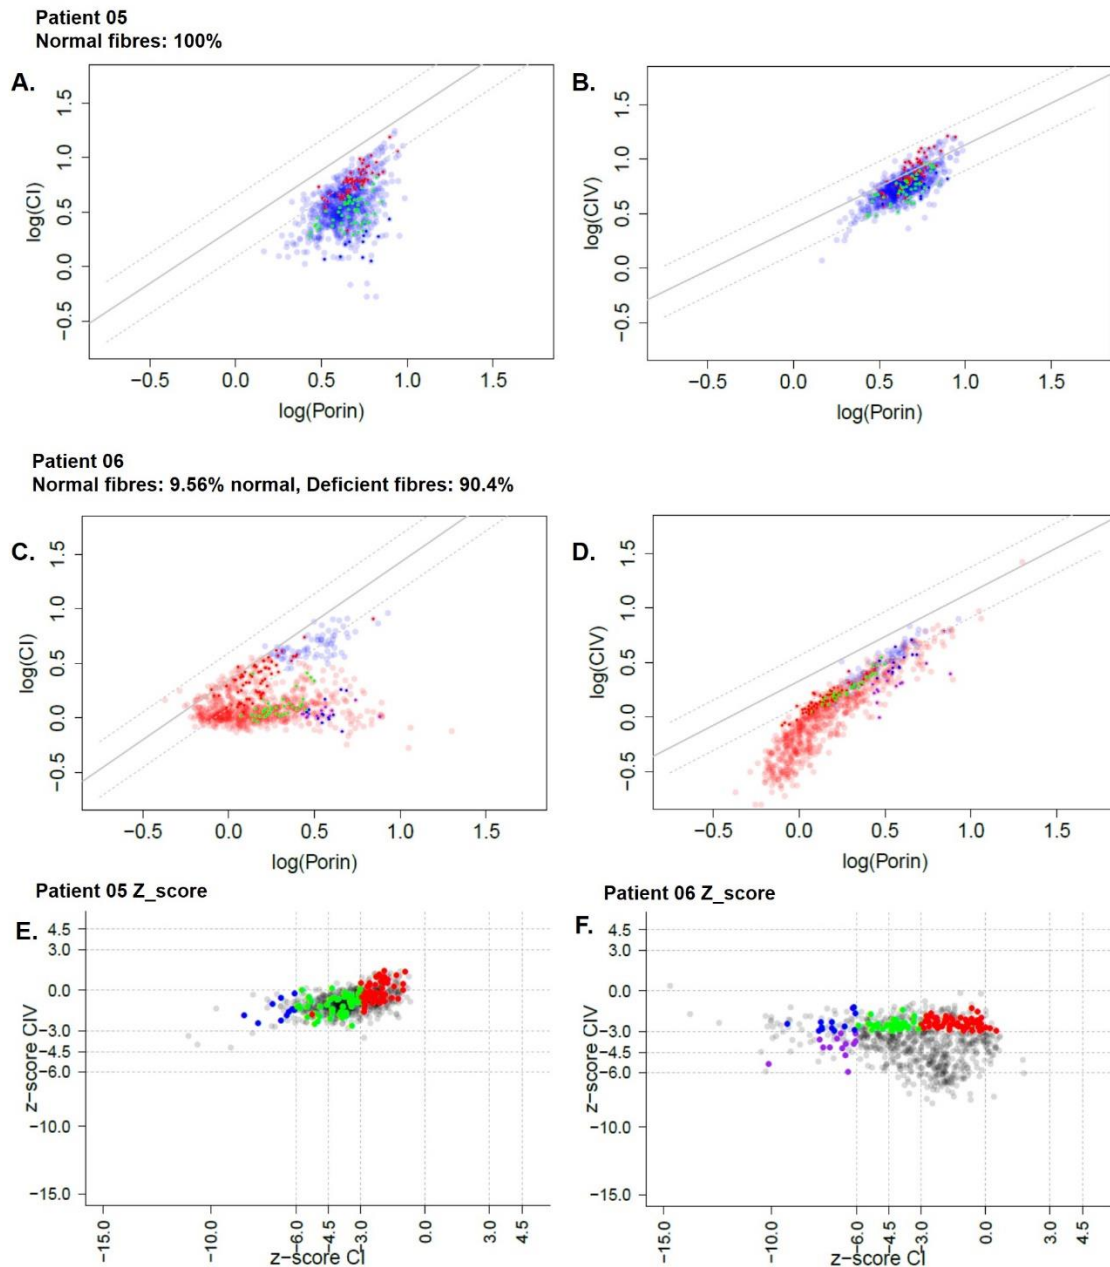 Patient 05
Normal fibres: 100%
A.
B.
log(CI)
1.5
1.0
0.5
0.0
−0.5
−0.5 0.0 0.5 1.0 1.5
log(Porin)
log(CIV)
1.5
1.0
0.5
0.0
−0.5
−0.5 0.0 0.5 1.0 1.5
log(Porin)
Patient 06
Normal fibres: 9.56% normal, Deficient fibres: 90.4%
C.
D.
log(CI)
1.5
1.0
0.5
0.0
−0.5
−0.5 0.0 0.5 1.0 1.5
log(Porin)
log(CIV)
1.5
1.0
0.5
0.0
−0.5
−0.5 0.0 0.5 1.0 1.5
log(Porin)
Patient 05 Z_score
Patient 06 Z_score
E.
F.
z−score CIV
4.5
3.0
0.0
−3.0
−4.5
−6.0
−10.0
−15.0
−15.0 −10.0 −6.0 −4.5 −3.0 0.0 3.0 4.5
z−score CI
z−score CIV
4.5
3.0
0.0
−3.0
−4.5
−6.0
−10.0
−15.0
−15.0 −10.0 −6.0 −4.5 −3.0 0.0 3.0 4.5
z−score CI